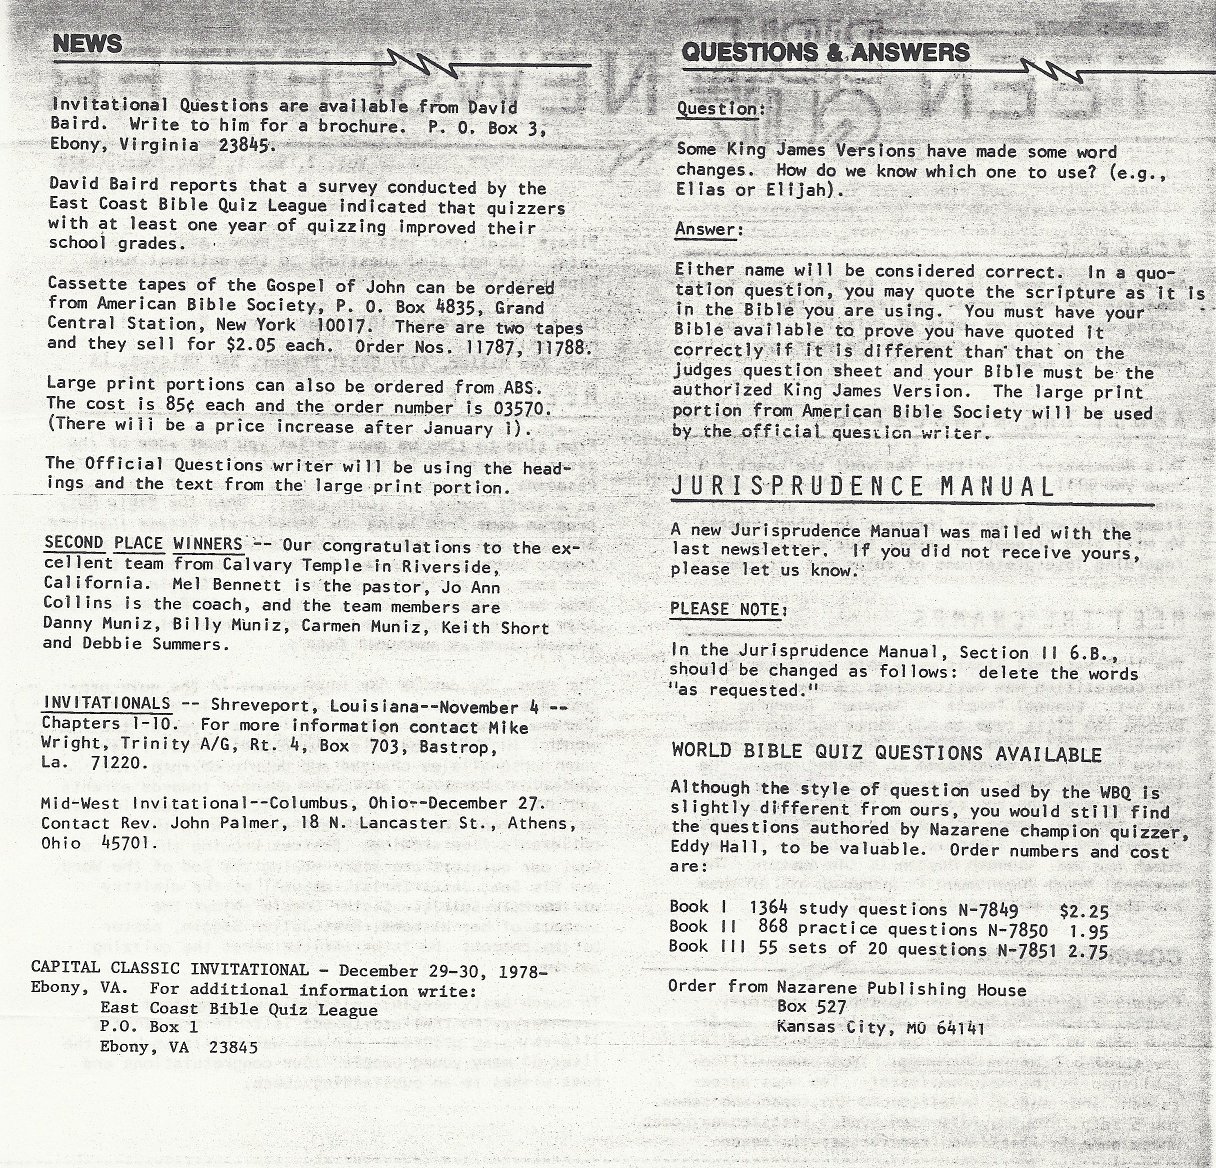 NEWS
Invitational Questions are available from David
Baird. Write to him for a brochure. P. O. Box 3,
Ebony, Virginia 23845.
David Baird reports that a survey conducted by the
East Coast Bible Quiz League indicated that quizzers
with at least one year of quizzing improved their
school grades.
Cassette tapes of the Gospel of John can be ordered
from American Bible Society, P. O. Box 4835, Grand
Central Station, New York 10017. There are two tapes
and they sell for $2.05 each. Order Nos. 11787, 11788.
Large print portions can also be ordered from ABS.
The cost is 85¢ each and the order number is 03570.
(There will be a price increase after January 1).
The Official Questions writer will be using the head-
ings and the text from the large print portion.
SECOND PLACE WINNERS -- Our congratulations to the ex-
cellent team from Calvary Temple in Riverside,
California. Mel Bennett is the pastor, Jo Ann
Collins is the coach, and the team members are
Danny Muniz, Billy Muniz, Carmen Muniz, Keith Short
and Debbie Summers.
INVITATIONALS -- Shreveport, Louisiana--November 4 --
Chapters 1-10. For more information contact Mike
Wright, Trinity A/G, Rt. 4, Box 703, Bastrop,
La. 71220.
Mid-West Invitational--Columbus, Ohio--December 27.
Contact Rev. John Palmer, 18 N. Lancaster St., Athens,
Ohio 45701.
CAPITAL CLASSIC INVITATIONAL - December 29-30, 1978-
Ebony, VA. For additional information write:
East Coast Bible Quiz League
P.O. Box 1
Ebony, VA 23845
QUESTIONS & ANSWERS
Question:
Some King James Versions have made some word
changes. How do we know which one to use? (e.g.,
Elias or Elijah).
Answer:
Either name will be considered correct. In a quo-
tation question, you may quote the scripture as it is
in the Bible you are using. You must have your
Bible available to prove you have quoted it
correctly if it is different than that on the
judges question sheet and your Bible must be the
authorized King James Version. The large print
portion from American Bible Society will be used
by the official question writer.
JURISPRUDENCE MANUAL
A new Jurisprudence Manual was mailed with the
last newsletter. If you did not receive yours,
please let us know.
PLEASE NOTE:
In the Jurisprudence Manual, Section II 6.B.,
should be changed as follows: delete the words
"as requested."
WORLD BIBLE QUIZ QUESTIONS AVAILABLE
Although the style of question used by the WBQ is
slightly different from ours, you would still find
the questions authored by Nazarene champion quizzer,
Eddy Hall, to be valuable. Order numbers and cost
are:
Book I 1364 study questions N-7849 $2.25
Book II 868 practice questions N-7850 1.95
Book III 55 sets of 20 questions N-7851 2.75
Order from Nazarene Publishing House
Box 527
Kansas City, MO 64141